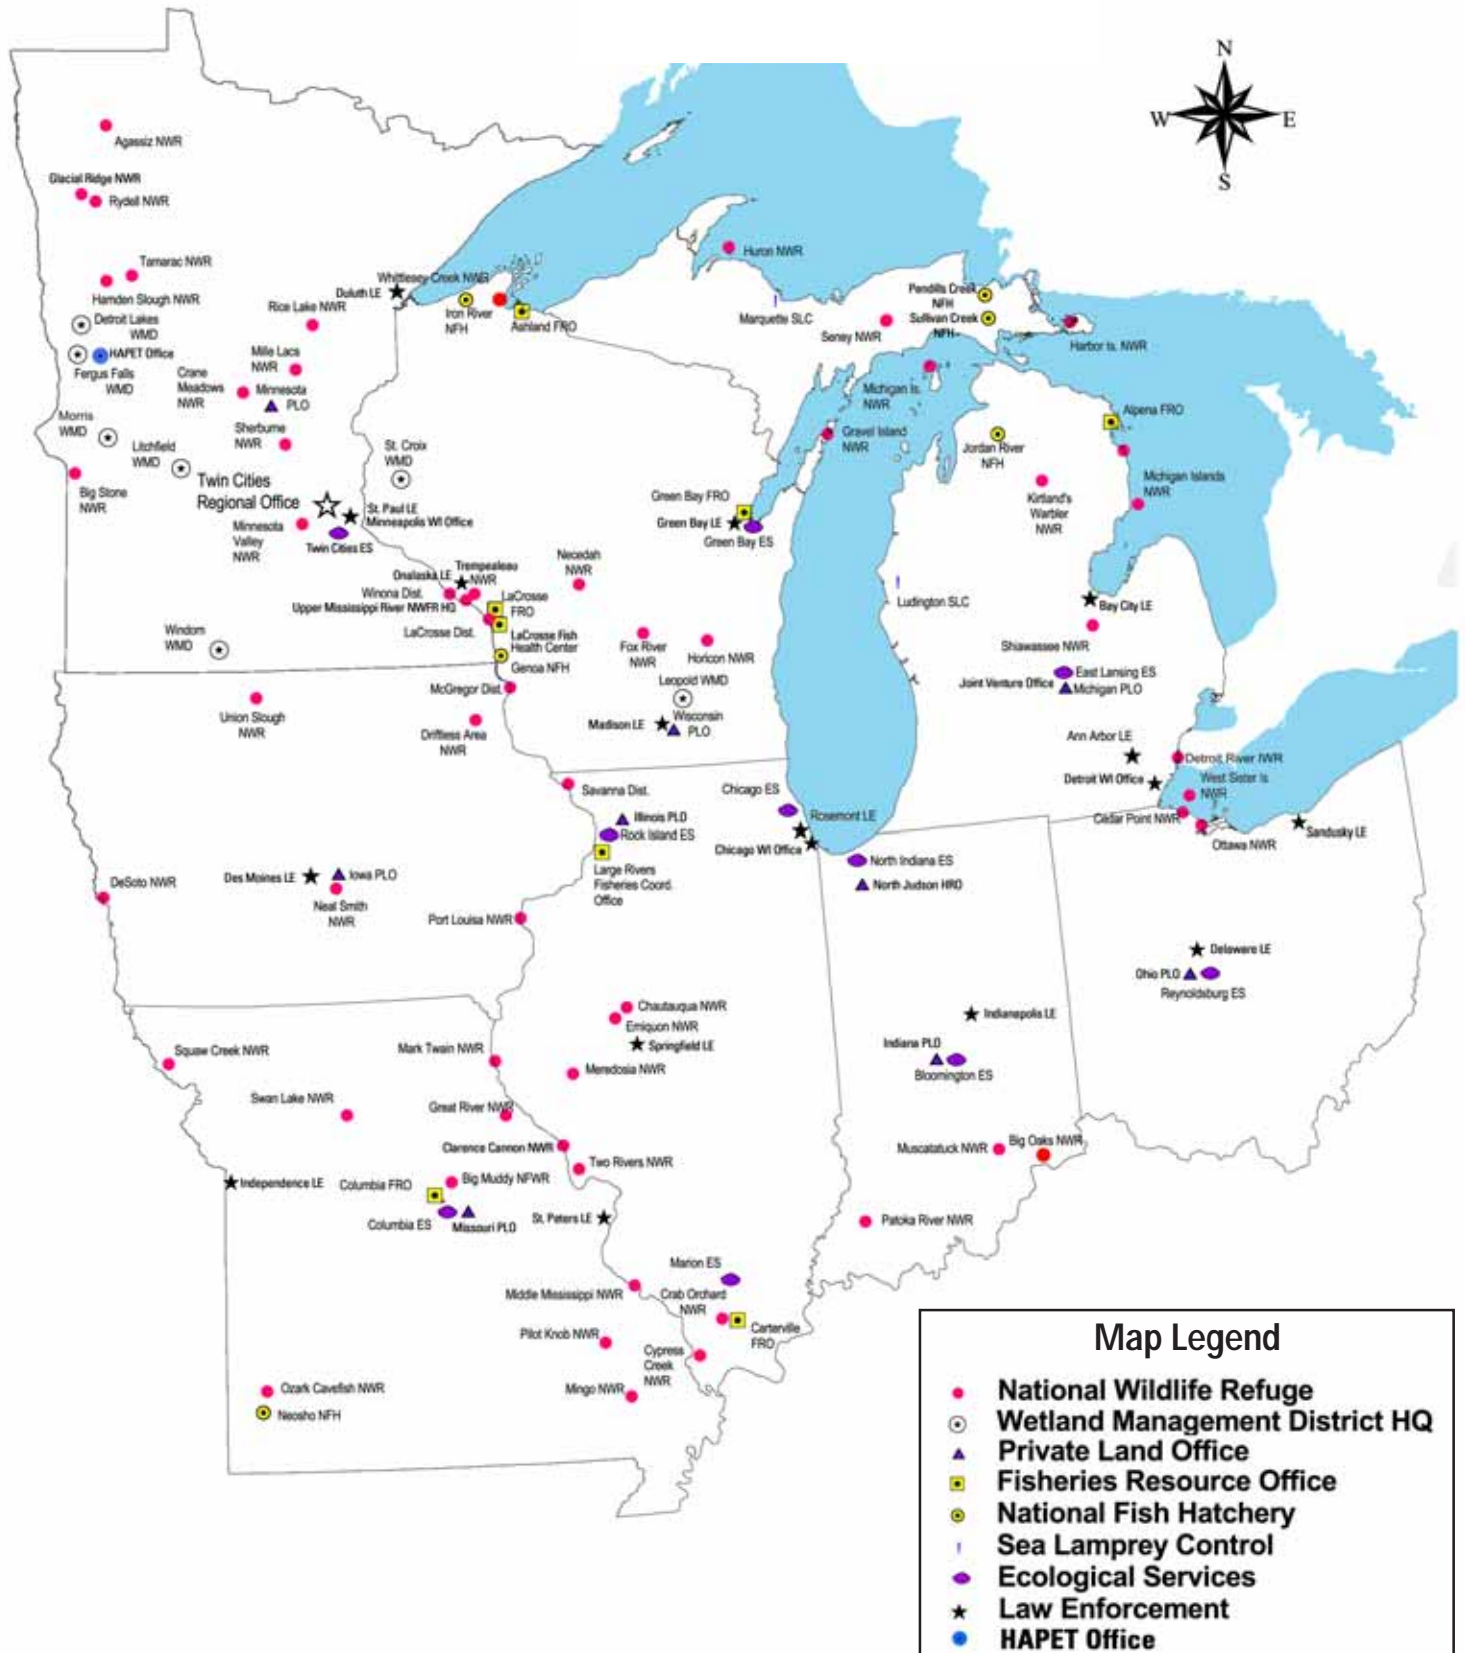 N
W
E
S
Agassiz NWR
Glacial Ridge NWR
Rydell NWR
Tamarac NWR
Hamden Slough NWR
Detroit Lakes
WMD
HAPET Office
Fergus Falls
WMD
Rice Lake NWR
Mille Lacs
NWR
Crane
Meadows
NWR
Minnesota
PLO
Sherburne
NWR
Morris
WMD
Litchfield
WMD
Big Stone
NWR
Twin Cities
Regional Office
St. Paul LE
Minneapolis WI Office
Minnesota
Valley
NWR
Twin Cities ES
Windom
WMD
Duluth LE
Whittlesey Creek NWR
Iron River
NFH
Ashland FRO
St. Croix
WMD
Huron NWR
Marquette SLC
Seney NWR
Pendills Creek
NFH
Sullivan Creek
NFH
Harbor Is. NWR
Michigan Is.
NWR
Gravel Island
NWR
Alpena FRO
Jordan River
NFH
Michigan Islands
NWR
Kirtland's
Warbler
NWR
Green Bay FRO
Green Bay LE
Green Bay ES
Onalaska LE
Trempealeau
NWR
Necedah
NWR
Winona Dist.
Upper Mississippi River NWFR HQ
LaCrosse
FRO
LaCrosse Dist.
LaCrosse Fish
Health Center
Genoa NFH
Fox River
NWR
Horicon NWR
Leopold WMD
Madison LE
Wisconsin
PLO
McGregor Dist.
Driftless Area
NWR
Union Slough
NWR
Ludington SLC
Bay City LE
Shiawassee NWR
East Lansing ES
Joint Venture Office
Michigan PLO
Ann Arbor LE
Detroit River IWR
Detroit WI Office
West Sister Is
NWR
Cedar Point NWR
Ottawa NWR
Sandusky LE
Savanna Dist.
Illinois PLO
Rock Island ES
Large Rivers
Fisheries Coord.
Office
Chicago ES
Rosemont LE
Chicago WI Office
North Indiana ES
North Judson HRO
DeSoto NWR
Des Moines LE
Iowa PLO
Neal Smith
NWR
Port Louisa NWR
Delaware LE
Ohio PLO
Reynoldsburg ES
Chautauqua NWR
Emiquon NWR
Springfield LE
Meredosia NWR
Indianapolis LE
Indiana PLO
Bloomington ES
Squaw Creek NWR
Mark Twain NWR
Swan Lake NWR
Great River NWR
Clarence Cannon NWR
Two Rivers NWR
Muscatatuck NWR
Big Oaks NWR
Patoka River NWR
Independence LE
Columbia FRO
Big Muddy NFWR
Columbia ES
Missouri PLO
St. Peters LE
Marion ES
Middle Mississippi NWR
Crab Orchard
NWR
Carterville
FRO
Pilot Knob NWR
Cypress
Creek
NWR
Mingo NWR
Ozark Cavefish NWR
Neosho NFH
Map Legend
National Wildlife Refuge
Wetland Management District HQ
Private Land Office
Fisheries Resource Office
National Fish Hatchery
Sea Lamprey Control
Ecological Services
Law Enforcement
HAPET Office